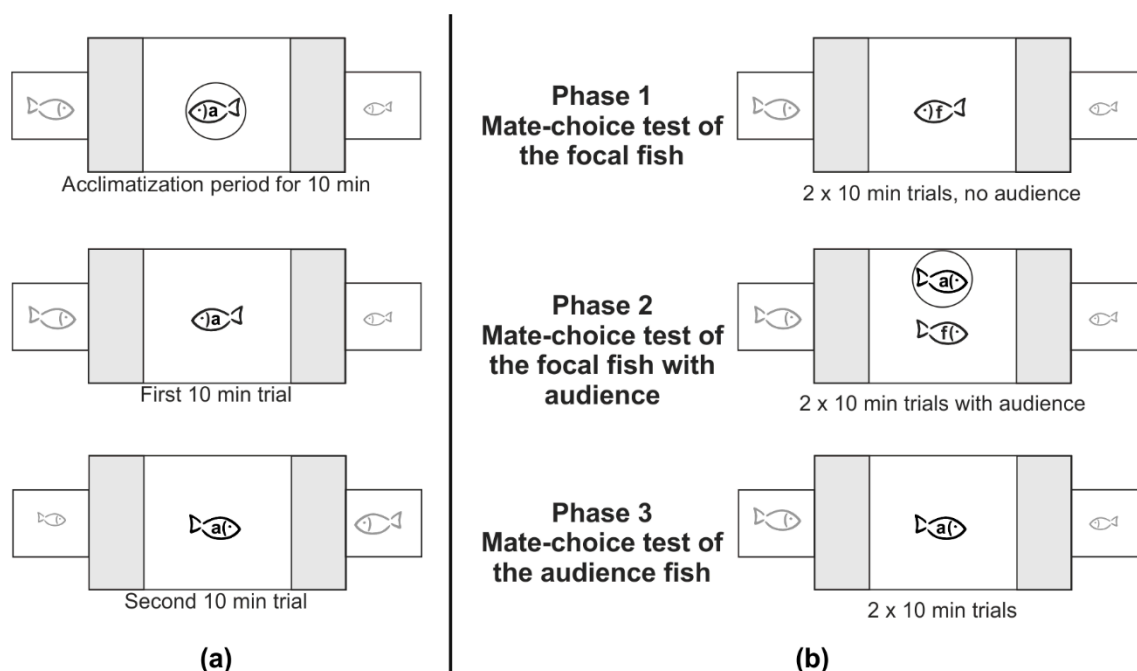 a
Acclimatization period for 10 min
a
First 10 min trial
a
Second 10 min trial
(a)
Phase 1
Mate-choice test of
the focal fish
f
2 x 10 min trials, no audience
Phase 2
Mate-choice test of
the focal fish with
audience
a
f
2 x 10 min trials with audience
Phase 3
Mate-choice test of
the audience fish
a
2 x 10 min trials
(b)